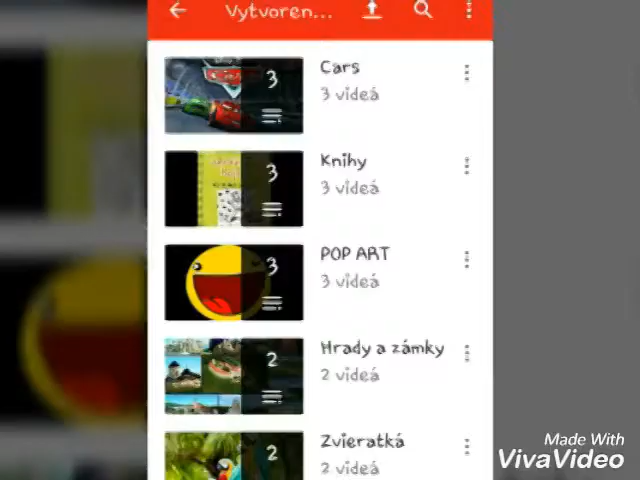 Vytvoren...
Cars
3 videá
3
Knihy
3 videá
3
POP ART
3 videá
3
Hrady a zámky
2 videá
2
Zvieratká
2 videá
2
Made With
VivaVideo